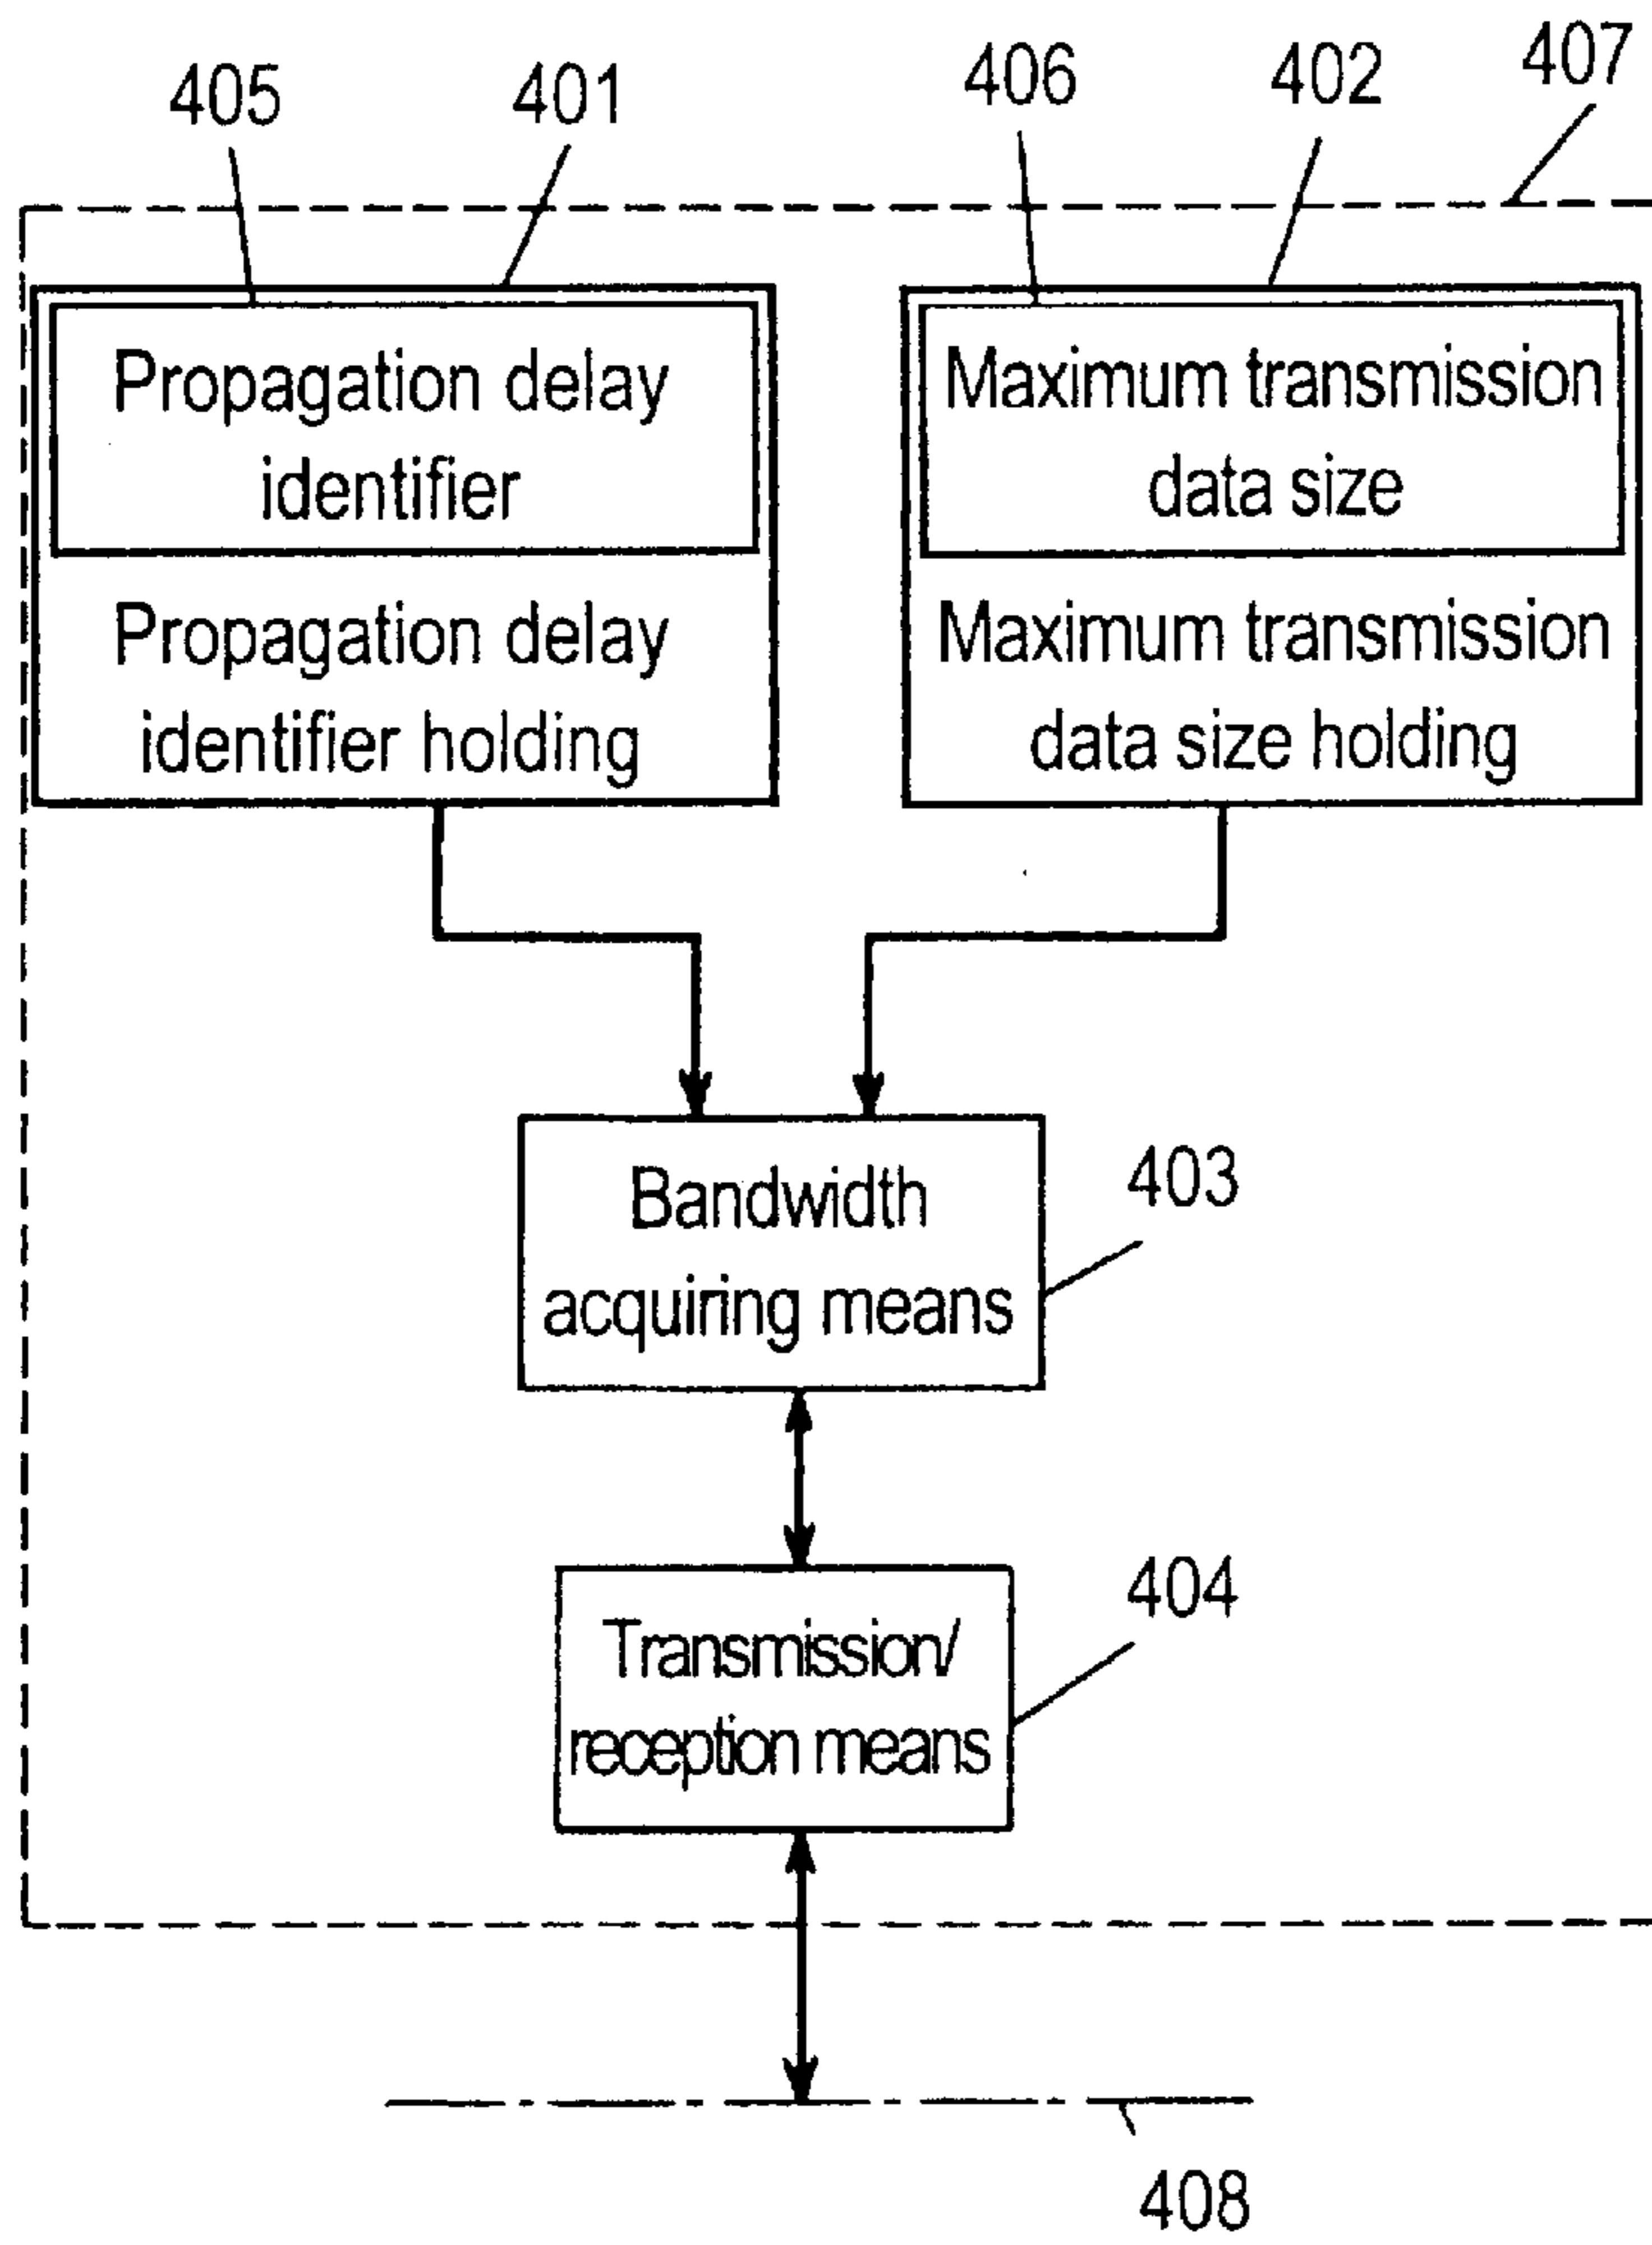 405
401
406
402
407
Propagation delay
identifier
Propagation delay
identifier holding
Maximum transmission
data size
Maximum transmission
data size holding
Bandwidth
acquiring means
403
Transmission/
reception means
404
408